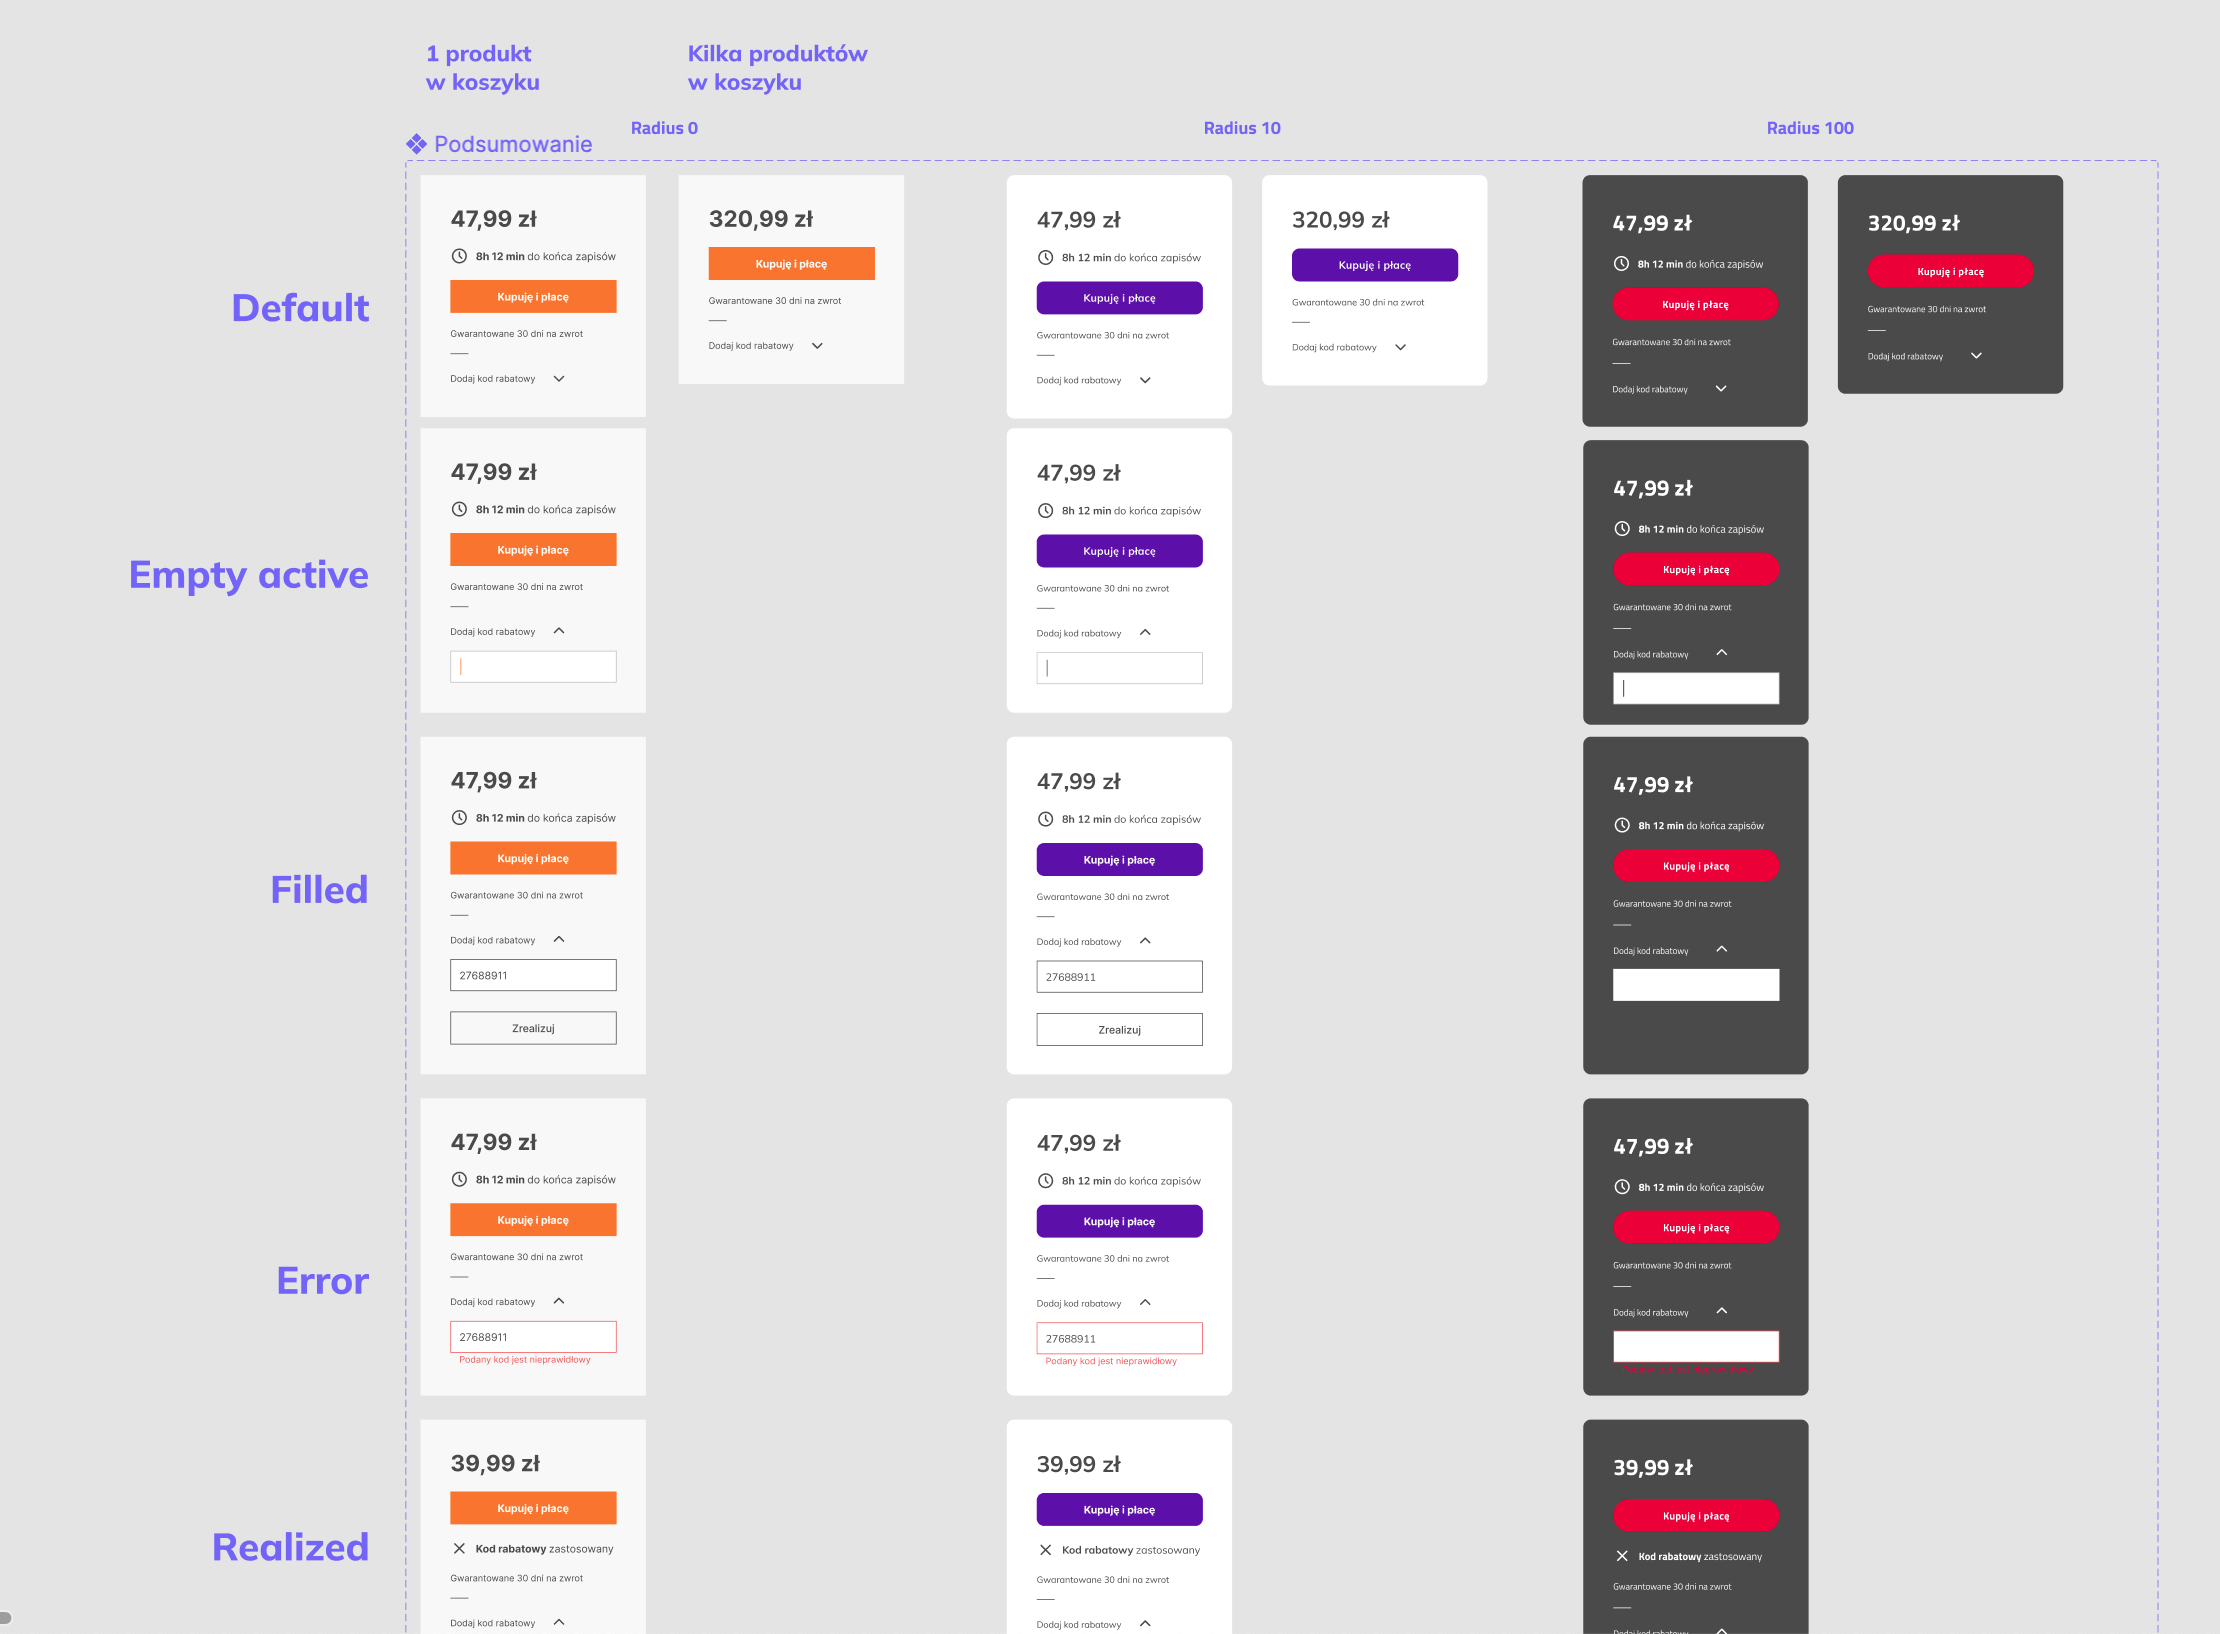 1 produkt
w koszyku
Kilka produktów
w koszyku
Radius 0
Radius 10
Radius 100
Podsumowanie
Default
47,99 zł
8h 12 min do końca zapisów
Kupuję i płacę
Gwarantowane 30 dni na zwrot
Dodaj kod rabatowy
320,99 zł
Kupuję i płacę
Gwarantowane 30 dni na zwrot
Dodaj kod rabatowy
47,99 zł
8h 12 min do końca zapisów
Kupuję i płacę
Gwarantowane 30 dni na zwrot
Dodaj kod rabatowy
320,99 zł
Kupuję i płacę
Gwarantowane 30 dni na zwrot
Dodaj kod rabatowy
47,99 zł
8h 12 min do końca zapisów
Kupuję i płacę
Gwarantowane 30 dni na zwrot
Dodaj kod rabatowy
320,99 zł
Kupuję i płacę
Gwarantowane 30 dni na zwrot
Dodaj kod rabatowy
Empty active
47,99 zł
8h 12 min do końca zapisów
Kupuję i płacę
Gwarantowane 30 dni na zwrot
Dodaj kod rabatowy
47,99 zł
8h 12 min do końca zapisów
Kupuję i płacę
Gwarantowane 30 dni na zwrot
Dodaj kod rabatowy
47,99 zł
8h 12 min do końca zapisów
Kupuję i płacę
Gwarantowane 30 dni na zwrot
Dodaj kod rabatowy
Filled
47,99 zł
8h 12 min do końca zapisów
Kupuję i płacę
Gwarantowane 30 dni na zwrot
Dodaj kod rabatowy
27688911
Zrealizuj
47,99 zł
8h 12 min do końca zapisów
Kupuję i płacę
Gwarantowane 30 dni na zwrot
Dodaj kod rabatowy
27688911
Zrealizuj
47,99 zł
8h 12 min do końca zapisów
Kupuję i płacę
Gwarantowane 30 dni na zwrot
Dodaj kod rabatowy
Error
47,99 zł
8h 12 min do końca zapisów
Kupuję i płacę
Gwarantowane 30 dni na zwrot
Dodaj kod rabatowy
27688911
Podany kod jest nieprawidłowy
47,99 zł
8h 12 min do końca zapisów
Kupuję i płacę
Gwarantowane 30 dni na zwrot
Dodaj kod rabatowy
27688911
Podany kod jest nieprawidłowy
47,99 zł
8h 12 min do końca zapisów
Kupuję i płacę
Gwarantowane 30 dni na zwrot
Dodaj kod rabatowy
Realized
39,99 zł
Kupuję i płacę
Kod rabatowy zastosowany
Gwarantowane 30 dni na zwrot
Dodaj kod rabatowy
39,99 zł
Kupuję i płacę
Kod rabatowy zastosowany
Gwarantowane 30 dni na zwrot
Dodaj kod rabatowy
39,99 zł
Kupuję i płacę
Kod rabatowy zastosowany
Gwarantowane 30 dni na zwrot